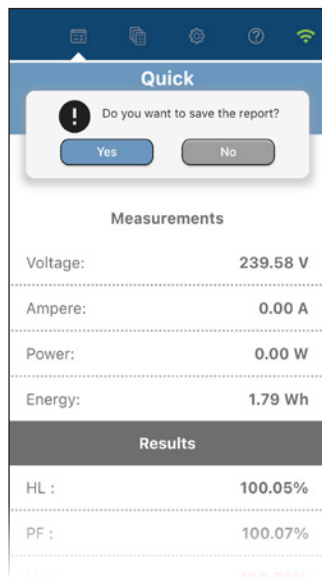 Quick
Do you want to save the report?
Yes No
Measurements
Voltage: 239.58 V
Ampere: 0.00 A
Power: 0.00 W
Energy: 1.79 Wh
Results
HL : 100.05%
PF : 100.07%